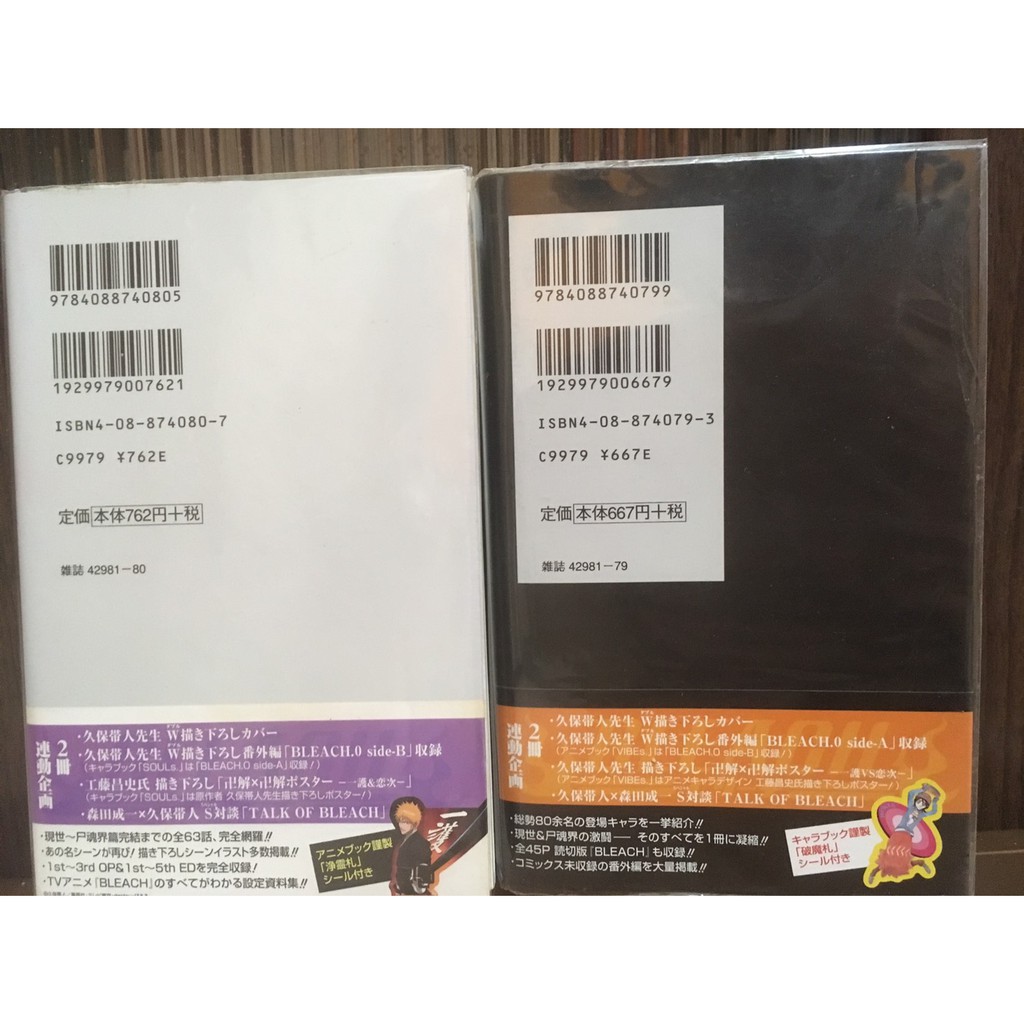 9784088740805
1929979007621
ISBN4-08-874080-7
C9979 ¥762E
定価 本体762円十税
雑誌 42981－80
2冊連動企画
・久保帯人先生 W描き下ろしカバー
ダブル
・久保帯人先生 W描き下ろし番外編「BLEACH.0 side-B」収録
ダブル
(キャラブック「SOULs.」は「BLEACH.0 side-A」収録！)
・工藤昌史氏 描き下ろし「卍解×卍解ポスター －一護&恋次－」
(キャラブック「SOULs.」は原作者 久保帯人先生描き下ろしポスター！)
・久保帯人×森田成一 S対談「TALK OF BLEACH」
・現世～尸魂界篇完結までの全63話、完全網羅!!
・あの名シーンが再び! 描き下ろしシーンイラスト多数掲載!!
・1st～3rd OP&1st～5th EDを完全収録!
・TVアニメ『BLEACH』のすべてがわかる設定資料集!!
アニメブック謹製
「浄霊札」
シール付き
一護
9784088740799
1929979006679
ISBN4-08-874079-3
C9979 ¥667E
定価 本体667円十税
雑誌 42981－79
2冊連動企画
・久保帯人先生 W描き下ろしカバー
ダブル
・久保帯人先生 W描き下ろし番外編「BLEACH.0 side-A」収録
ダブル
(アニメブック「VIBEs.」は「BLEACH.0 side-B」収録！)
・久保帯人先生 描き下ろし「卍解×卍解ポスター －一護VS恋次－」
(アニメブック「VIBEs.」はアニメキャラデザイン 工藤昌史氏描き下ろしポスター！)
・久保帯人×森田成一 S対談「TALK OF BLEACH」
・総勢80余名の登場キャラを一挙紹介!!
・現世&尸魂界の激闘── そのすべてを1冊に凝縮!!
・全45P 読切版『BLEACH』も収録!!
・コミックス未収録の番外編を大量掲載!!
キャラブック謹製
「破魔札」
シール付き